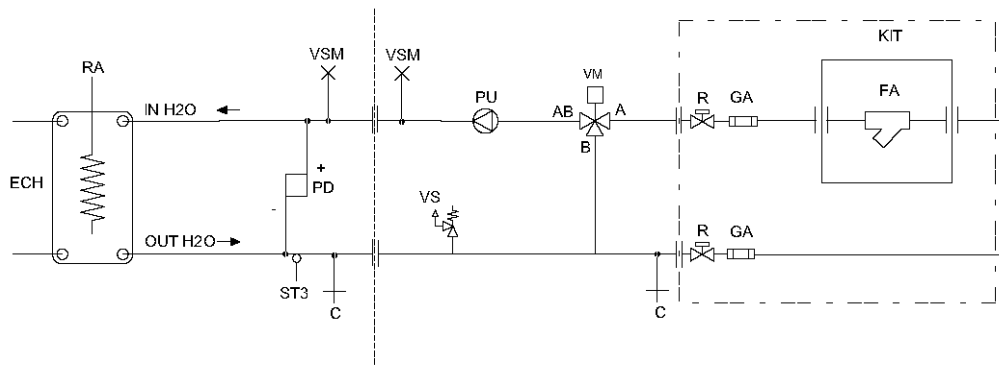 KIT
VSM
VSM
RA
VM
PU
FA
R
GA
IN H2O
AB
A
B
+
PD
ECH
-
VS
OUT H2O
R
GA
ST3
C
C